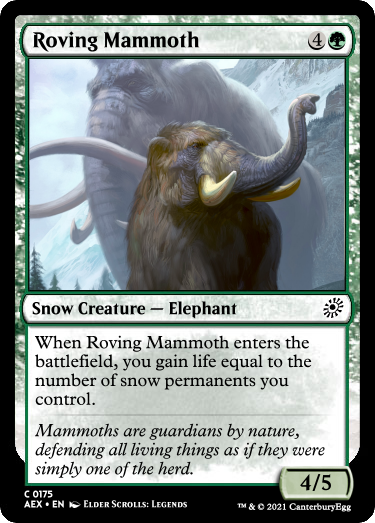 Roving Mammoth 4
Snow Creature — Elephant
When Roving Mammoth enters the
battlefield, you gain life equal to the
number of snow permanents you
control.
Mammoths are guardians by nature,
defending all living things as if they were
simply one of the herd.
4/5
C 0175
AEX • EN Elder Scrolls: Legends
™ & © 2021 CanterburyEgg